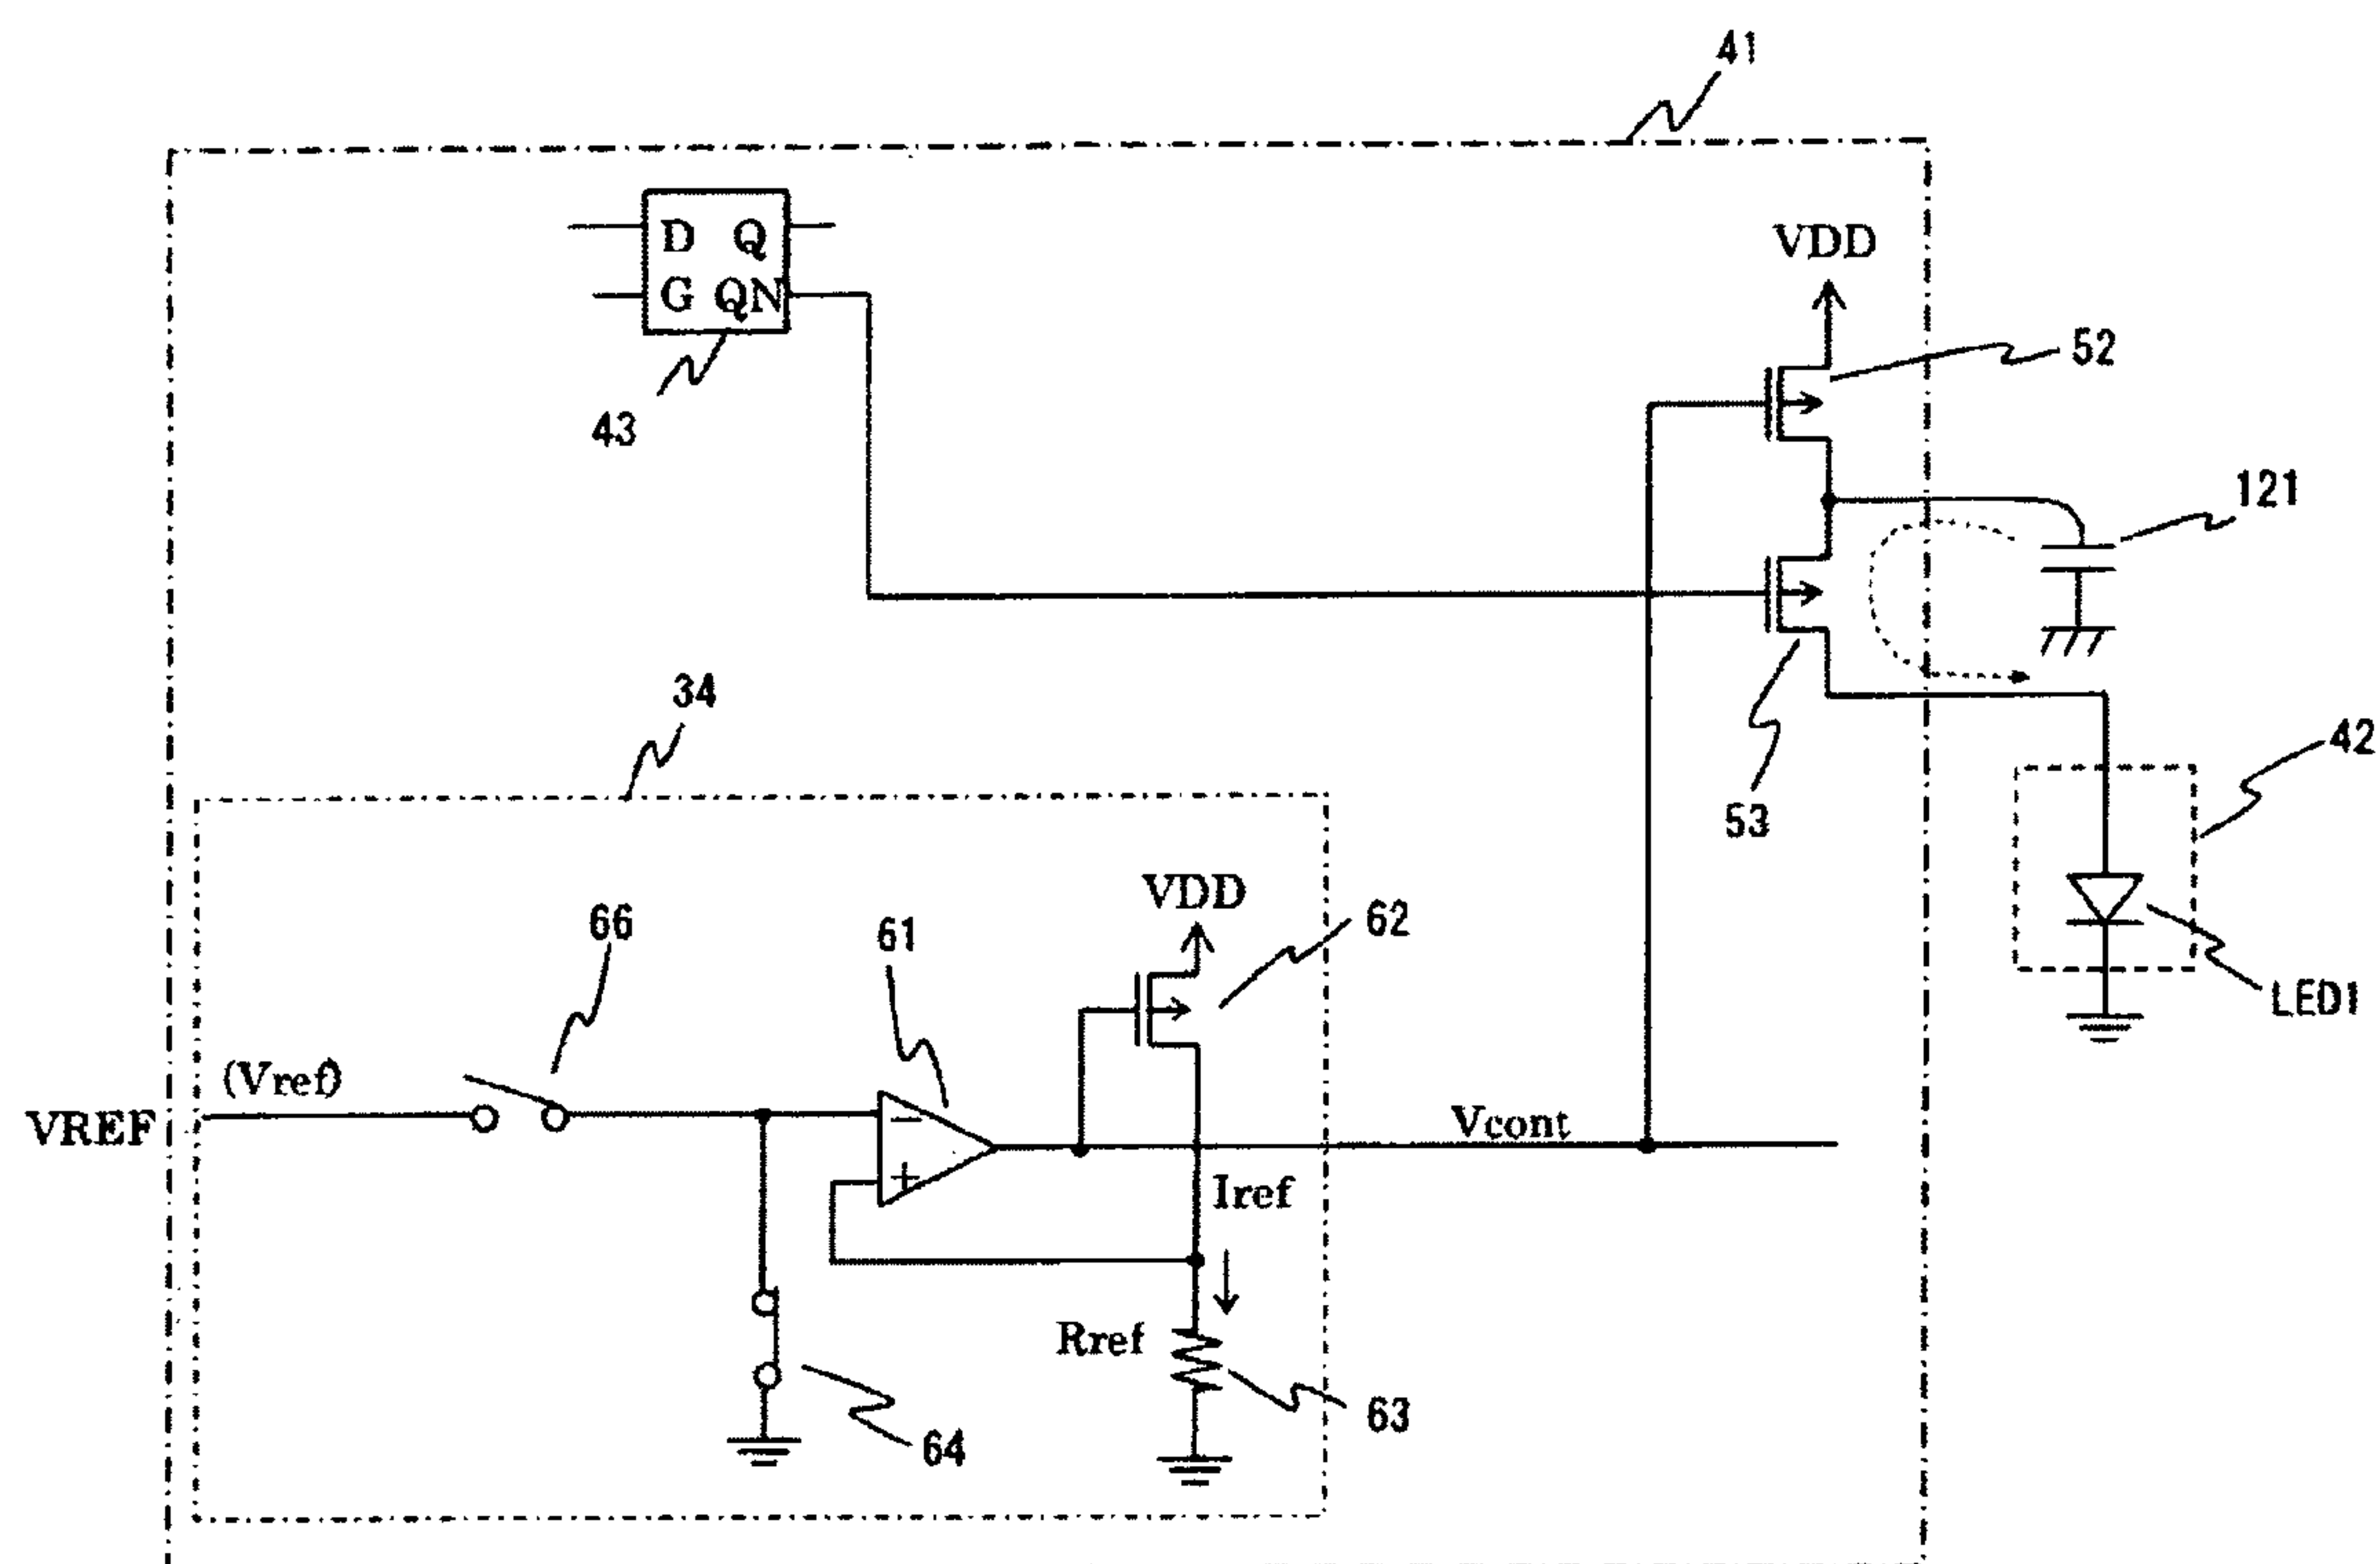 41
D Q
G QN
43
VDD
52
121
53
34
42
LED1
VDD
62
66
61
(Vref)
VREF
Vcont
Iref
Rref
63
64